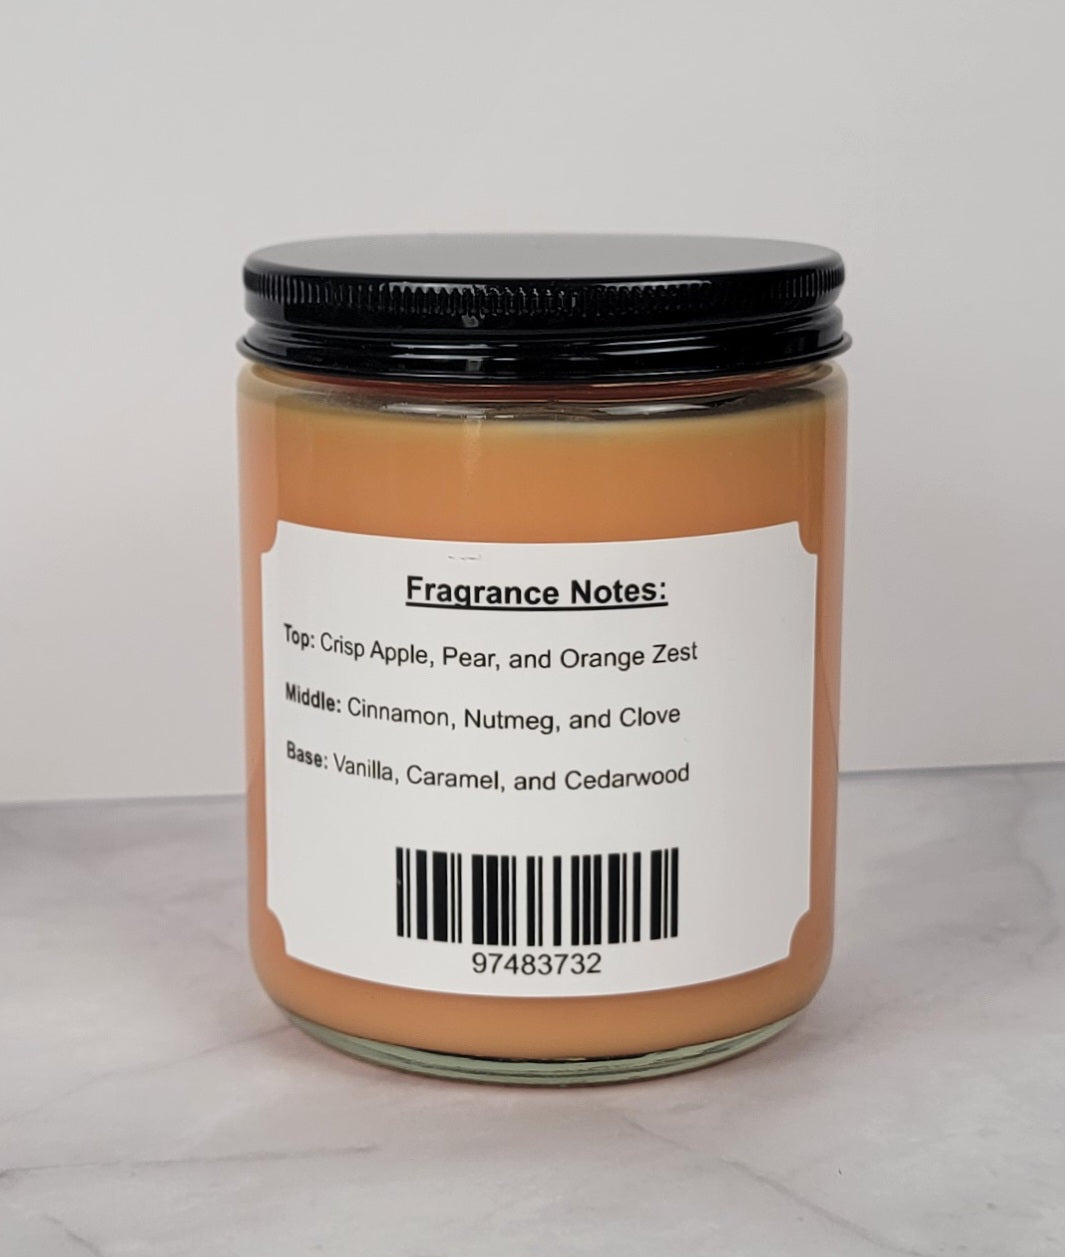 Fragrance Notes:
Top: Crisp Apple, Pear, and Orange Zest
Middle: Cinnamon, Nutmeg, and Clove
Base: Vanilla, Caramel, and Cedarwood
97483732